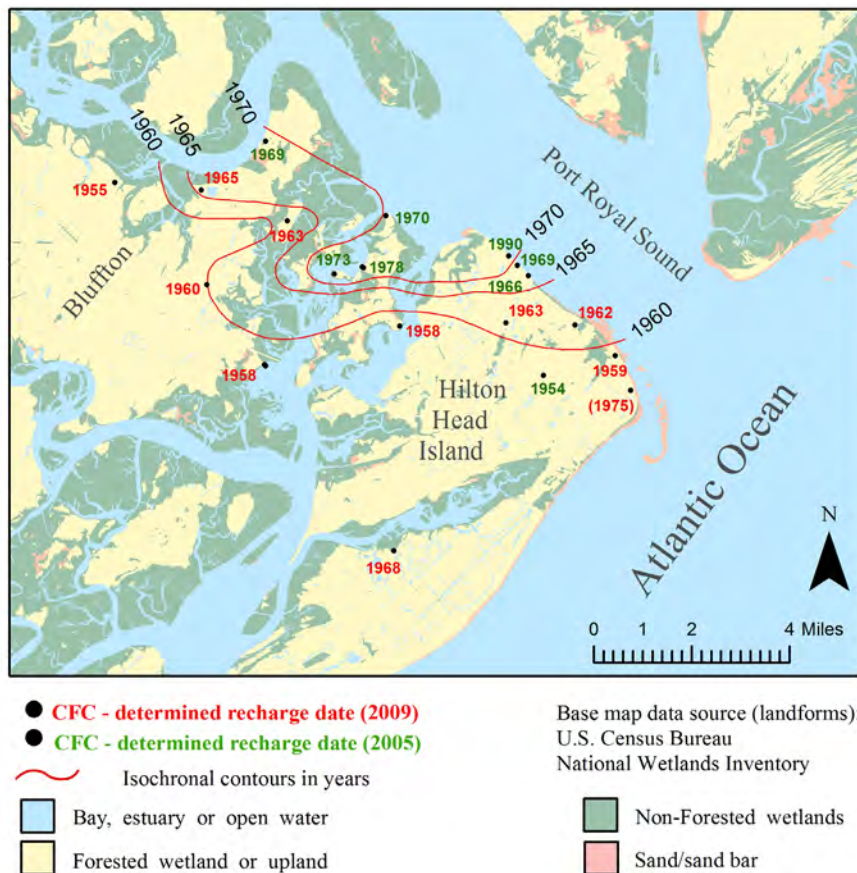 1970
1965
1960
1969
1955
1965
1963
1970
Port Royal Sound
1990
1970
1969
1973
1978
1966
1965
Bluffton
1960
1963
1962
1960
1958
1959
1958
1954
(1975)
Hilton
Head
Island
Atlantic Ocean
N
1968
0 1 2 4 Miles
CFC - determined recharge date (2009)
CFC - determined recharge date (2005)
Isochronal contours in years
Bay, estuary or open water
Forested wetland or upland
Base map data source (landforms)
U.S. Census Bureau
National Wetlands Inventory
Non-Forested wetlands
Sand/sand bar